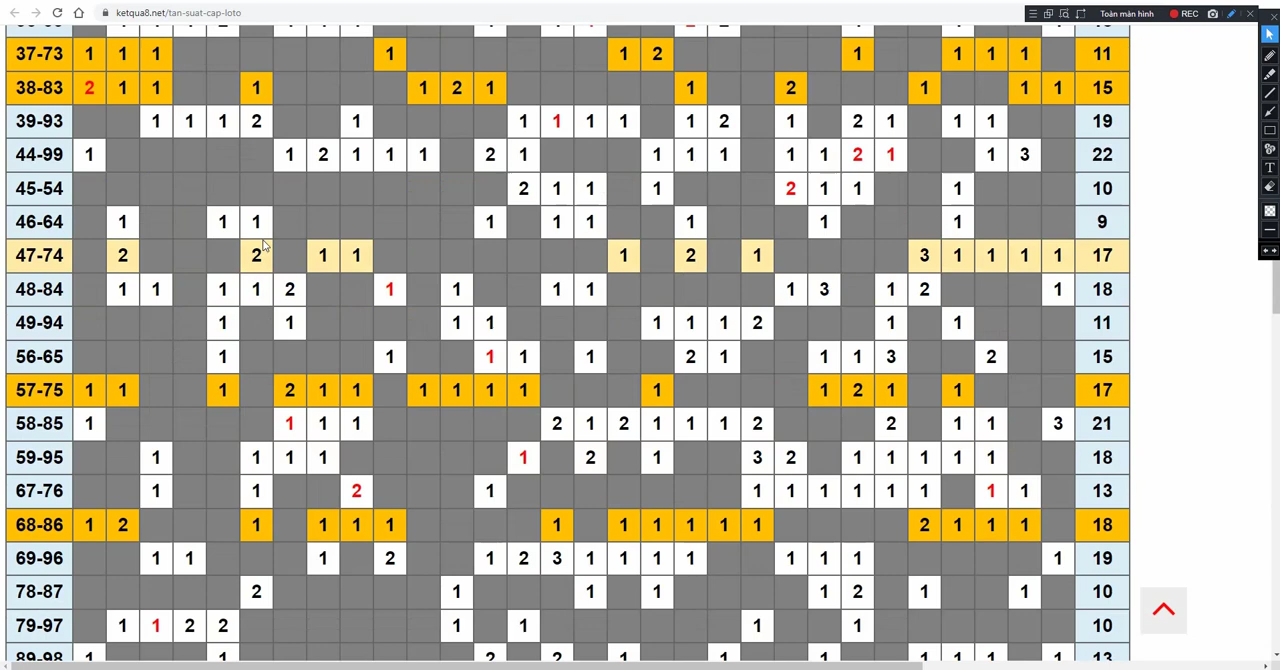 ketqua8.net/tan-suat-cap-loto
Toàn màn hình REC
37-73 1 1 1 1 1 2 1 1 1 1 11
38-83 2 1 1 1 1 2 1 1 2 1 1 1 15
39-93 1 1 1 2 1 1 1 1 1 1 2 1 2 1 1 1 19
44-99 1 1 2 1 1 1 2 1 1 1 1 1 1 2 1 1 3 22
45-54 2 1 1 1 2 1 1 1 10
46-64 1 1 1 1 1 1 1 1 1 9
47-74 2 2 1 1 1 2 1 3 1 1 1 1 17
48-84 1 1 1 1 2 1 1 1 1 1 3 1 2 1 18
49-94 1 1 1 1 1 1 1 2 1 1 11
56-65 1 1 1 1 1 2 1 1 1 3 2 15
57-75 1 1 1 2 1 1 1 1 1 1 1 1 2 1 1 17
58-85 1 1 1 1 2 1 2 1 1 1 2 2 1 1 3 21
59-95 1 1 1 1 1 2 1 3 2 1 1 1 1 1 18
67-76 1 1 2 1 1 1 1 1 1 1 1 1 13
68-86 1 2 1 1 1 1 1 1 1 1 1 1 2 1 1 1 18
69-96 1 1 1 2 1 2 3 1 1 1 1 1 1 1 1 19
78-87 2 1 1 1 1 2 1 1 10
79-97 1 1 2 2 1 1 1 1 10
89-98 1 1 2 2 1 1 1 1 1 1 1 13